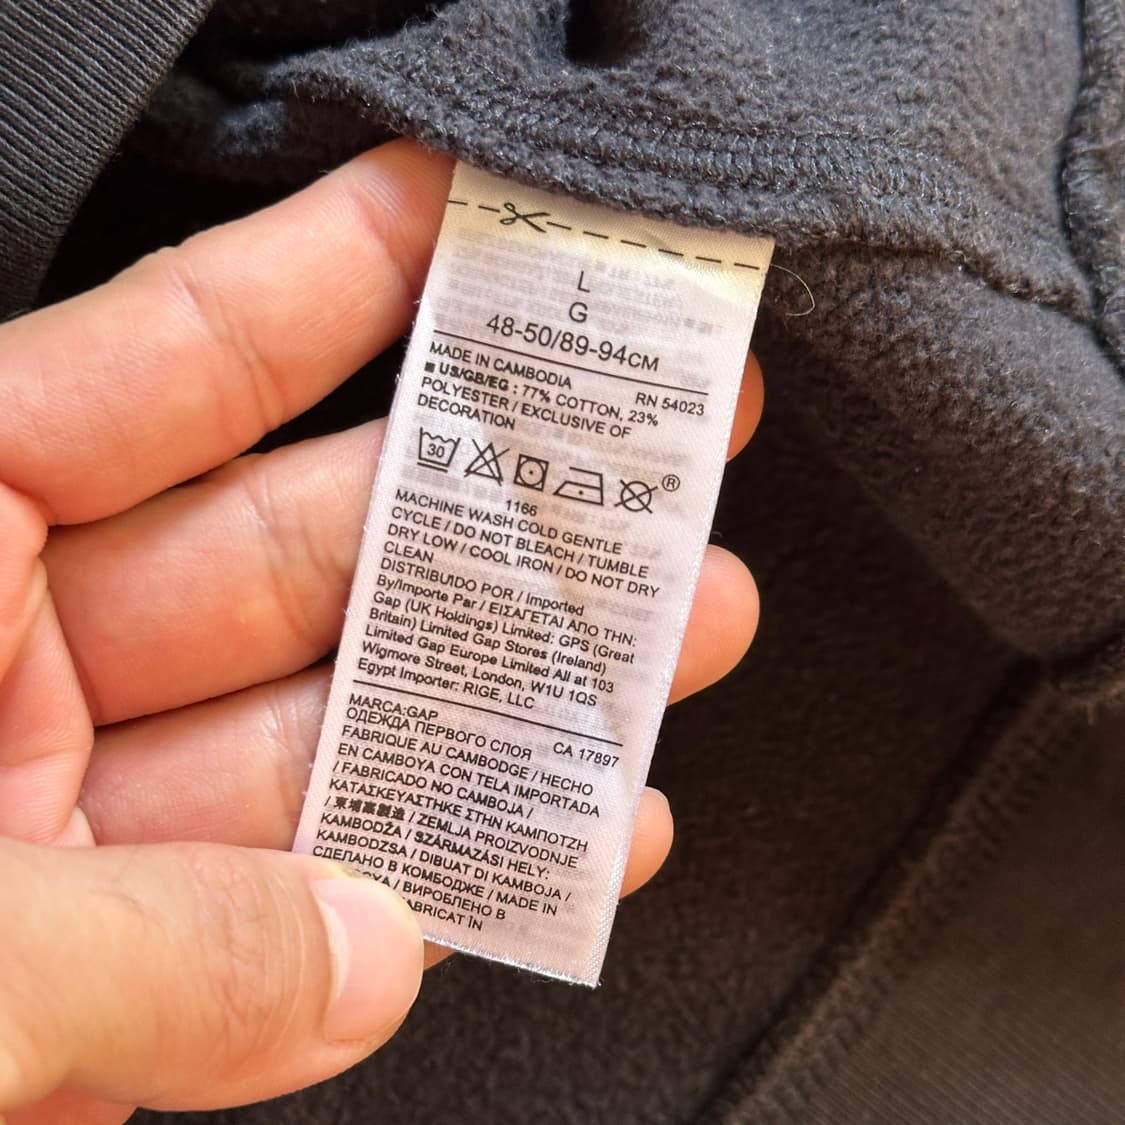 L
G
48-50/89-94CM
MADE IN CAMBODIA
RN 54023
■ US/GB/EG : 77% COTTON, 23%
POLYESTER / EXCLUSIVE OF
DECORATION
30
®
1166
MACHINE WASH COLD GENTLE
CYCLE / DO NOT BLEACH / TUMBLE
DRY LOW / COOL IRON / DO NOT DRY
CLEAN
DISTRIBUIDO POR / Imported
By/Importe Par / ΕΙΣΑΓΕΤΑΙ ΑΠΟ ΤΗΝ:
Gap (UK Holdings) Limited: GPS (Great
Britain) Limited Gap Stores (Ireland)
Limited Gap Europe Limited All at 103
Wigmore Street, London, W1U 1QS
Egypt Importer: RIGE, LLC
MARCA:GAP
CA 17897
ОДЕЖДА ПЕРВОГО СЛОЯ
FABRIQUE AU CAMBODGE / HECHO
EN CAMBOYA CON TELA IMPORTADA
/ FABRICADO NO CAMBOJA /
ΚΑΤΑΣΚΕΥΑΣΤΗΚΕ ΣΤΗΝ ΚΑΜΠΟΤΖΗ
/ 柬埔寨製造 / ZEMLJA PROIZVODNJE
KAMBODŽA / SZÁRMAZÁSI HELY:
KAMBODZSA / DIBUAT DI KAMBOJA /
СДЕЛАНО В КОМБОДЖЕ / MADE IN
/ ВИРОБЛЕНО В
ÎN